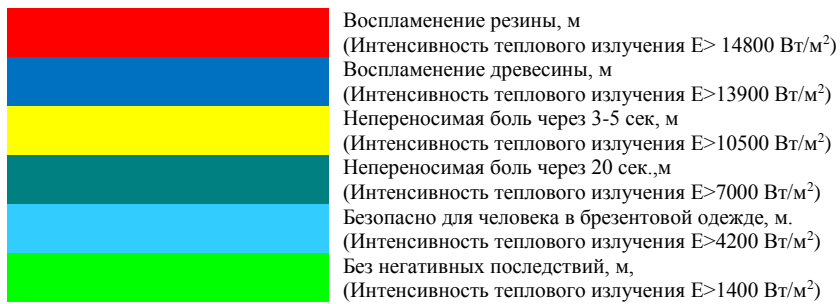 Воспламенение резины, м
(Интенсивность теплового излучения E> 14800 Вт/м²)
Воспламенение древесины, м
(Интенсивность теплового излучения E>13900 Вт/м²)
Непереносимая боль через 3-5 сек, м
(Интенсивность теплового излучения E>10500 Вт/м²)
Непереносимая боль через 20 сек.,м
(Интенсивность теплового излучения E>7000 Вт/м²)
Безопасно для человека в брезентовой одежде, м.
(Интенсивность теплового излучения E>4200 Вт/м²)
Без негативных последствий, м,
(Интенсивность теплового излучения E>1400 Вт/м²)